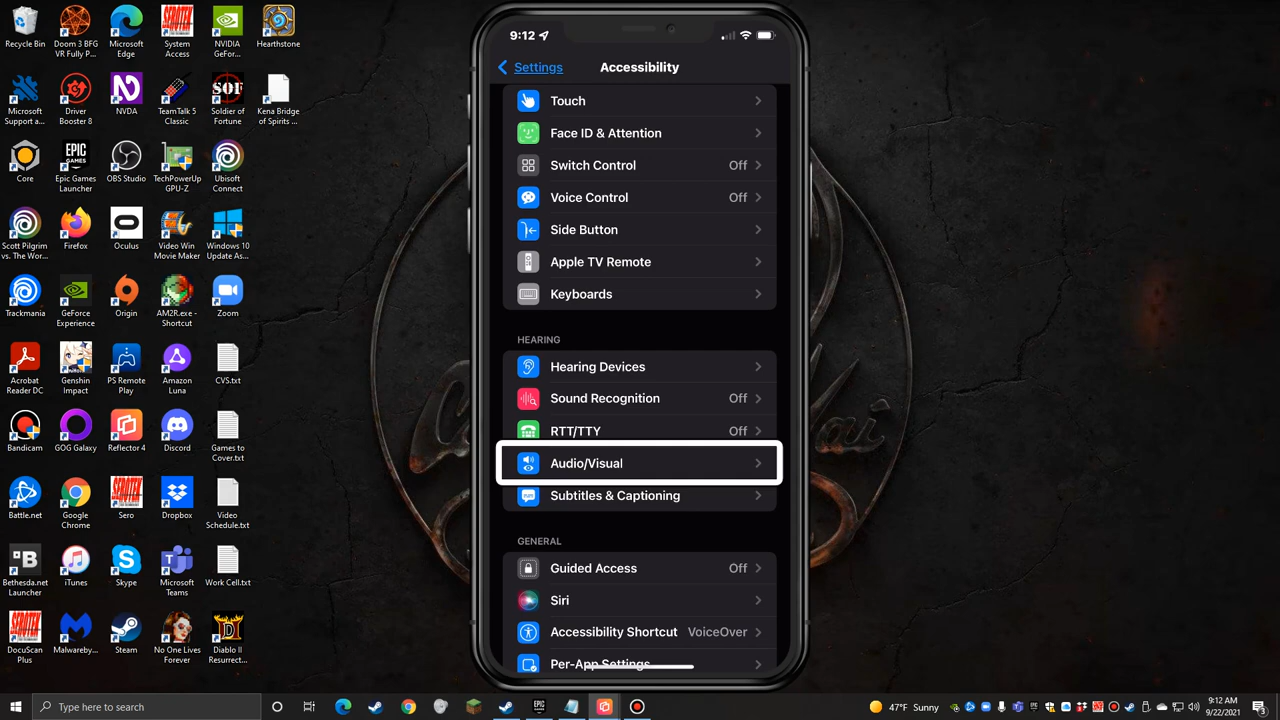 Recycle Bin
Doom 3 BFG
VR Fully P...
Microsoft
Edge
SEROTEK
System
Access
NVIDIA
GeFor...
Hearthstone
Microsoft
Support a...
Driver
Booster 8
NVDA
TeamTalk 5
Classic
SOF
Soldier of
Fortune
Kena Bridge
of Spirits ...
Core
EPIC
GAMES
Epic Games
Launcher
OBS Studio
TechPowerUp
GPU-Z
Ubisoft
Connect
Scott Pilgrim
vs. The Wor...
Firefox
Oculus
Video Win
Movie Maker
Windows 10
Update As...
Trackmania
GeForce
Experience
Origin
AM2R.exe -
Shortcut
Zoom
Acrobat
Reader DC
Genshin
Impact
PS Remote
Play
Amazon
Luna
CVS.txt
Bandicam
GOG Galaxy
Reflector 4
Discord
Games to
Cover.txt
Battle.net
Google
Chrome
SEROTEK
Sero
Dropbox
Video
Schedule.txt
B
Bethesda.net
Launcher
iTunes
Skype
Microsoft
Teams
Work Cell.txt
SEROTEK
DocuScan
Plus
Malwareby...
Steam
No One Lives
Forever
Diablo II
Resurrect...
9:12
Settings
Accessibility
Touch
Face ID & Attention
Switch Control Off
Voice Control Off
Side Button
Apple TV Remote
Keyboards
HEARING
Hearing Devices
Sound Recognition Off
RTT/TTY Off
Audio/Visual
Subtitles & Captioning
GENERAL
Guided Access Off
Siri
Accessibility Shortcut VoiceOver
Per-App Settings
Type here to search
47°F Sunny
9:12 AM
9/22/2021